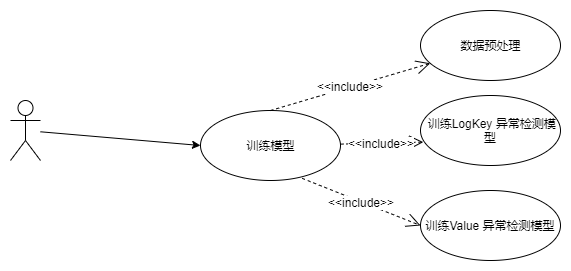 数据预处理
<<include>>
训练LogKey 异常检测模
型
训练模型
<<include>>
<<include>>
训练Value 异常检测模型